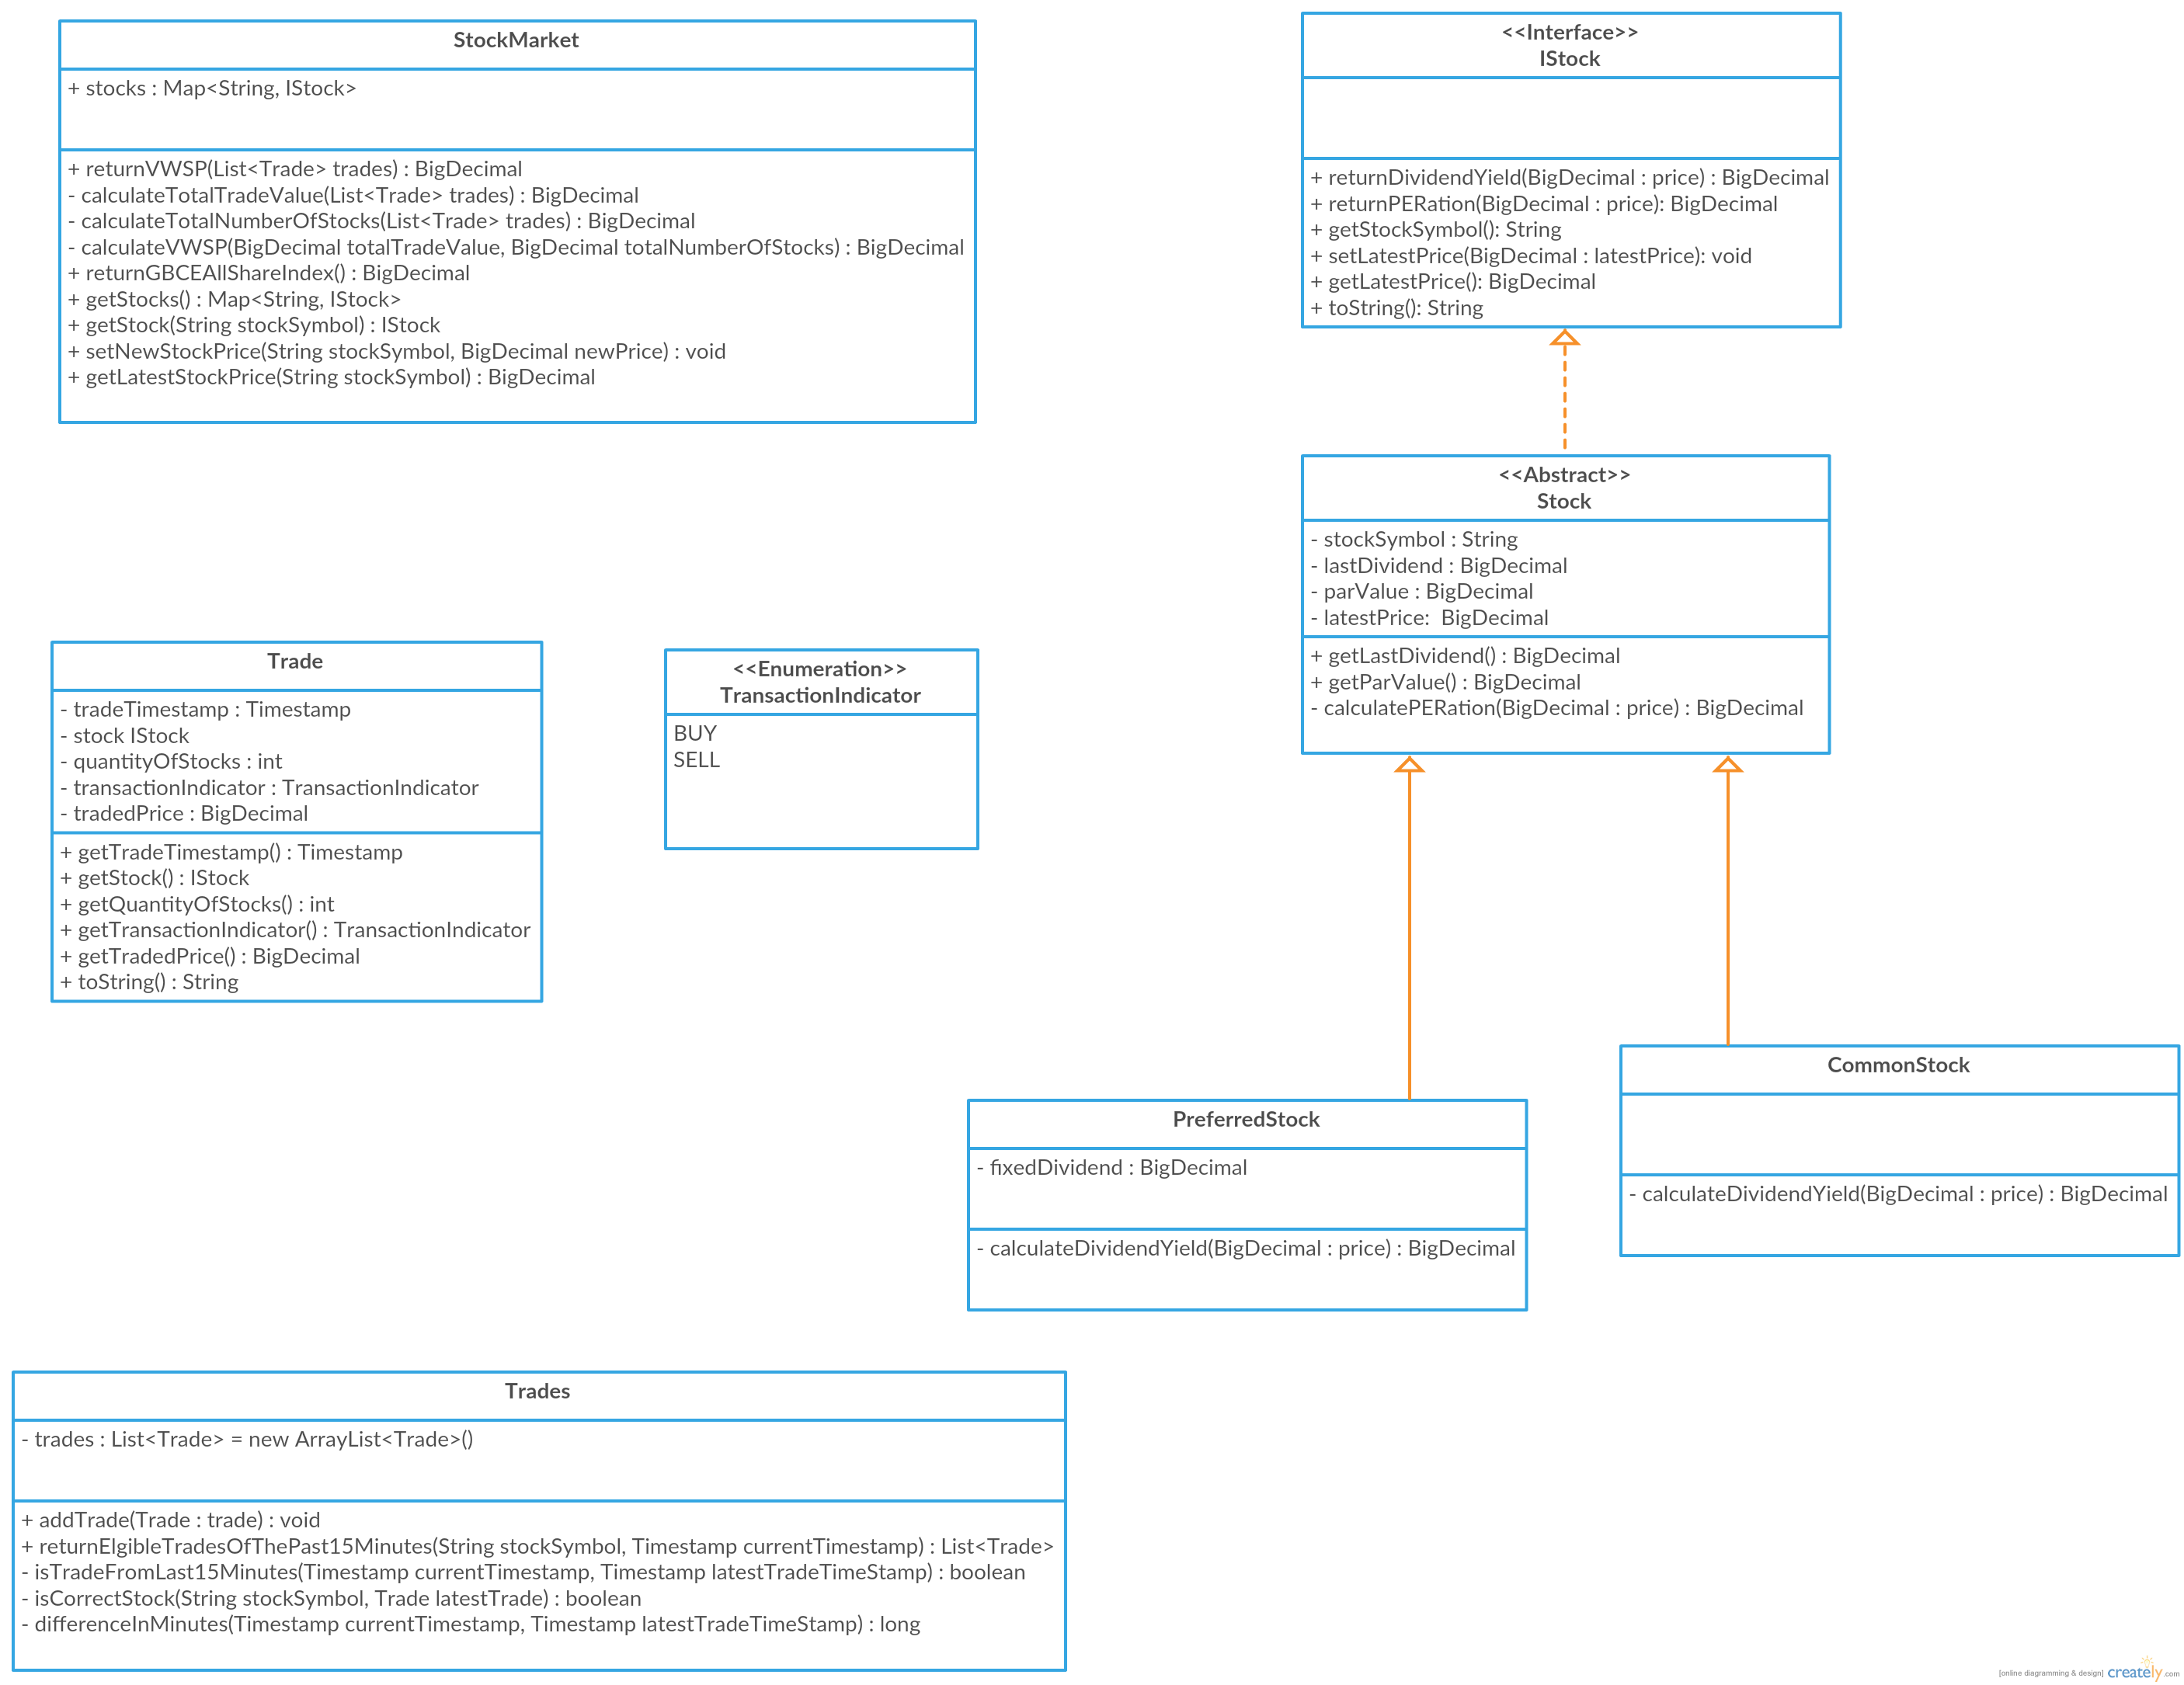 StockMarket
+ stocks : Map<String, IStock>
+ returnVWSP(List<Trade> trades) : BigDecimal
- calculateTotalTradeValue(List<Trade> trades) : BigDecimal
- calculateTotalNumberOfStocks(List<Trade> trades) : BigDecimal
- calculateVWSP(BigDecimal totalTradeValue, BigDecimal totalNumberOfStocks) : BigDecimal
+ returnGBCEAllShareIndex() : BigDecimal
+ getStocks() : Map<String, IStock>
+ getStock(String stockSymbol) : IStock
+ setNewStockPrice(String stockSymbol, BigDecimal newPrice) : void
+ getLatestStockPrice(String stockSymbol) : BigDecimal
<<Interface>>
IStock
+ returnDividendYield(BigDecimal : price) : BigDecimal
+ returnPERation(BigDecimal : price): BigDecimal
+ getStockSymbol(): String
+ setLatestPrice(BigDecimal : latestPrice): void
+ getLatestPrice(): BigDecimal
+ toString(): String
<<Abstract>>
Stock
- stockSymbol : String
- lastDividend : BigDecimal
- parValue : BigDecimal
- latestPrice:  BigDecimal
+ getLastDividend() : BigDecimal
+ getParValue() : BigDecimal
- calculatePERation(BigDecimal : price) : BigDecimal
Trade
- tradeTimestamp : Timestamp
- stock IStock
- quantityOfStocks : int
- transactionIndicator : TransactionIndicator
- tradedPrice : BigDecimal
+ getTradeTimestamp() : Timestamp
+ getStock() : IStock
+ getQuantityOfStocks() : int
+ getTransactionIndicator() : TransactionIndicator
+ getTradedPrice() : BigDecimal
+ toString() : String
<<Enumeration>>
TransactionIndicator
BUY
SELL
PreferredStock
- fixedDividend : BigDecimal
- calculateDividendYield(BigDecimal : price) : BigDecimal
CommonStock
- calculateDividendYield(BigDecimal : price) : BigDecimal
Trades
- trades : List<Trade> = new ArrayList<Trade>()
+ addTrade(Trade : trade) : void
+ returnElgibleTradesOfThePast15Minutes(String stockSymbol, Timestamp currentTimestamp) : List<Trade>
- isTradeFromLast15Minutes(Timestamp currentTimestamp, Timestamp latestTradeTimeStamp) : boolean
- isCorrectStock(String stockSymbol, Trade latestTrade) : boolean
- differenceInMinutes(Timestamp currentTimestamp, Timestamp latestTradeTimeStamp) : long
[online diagramming & design] creately.com